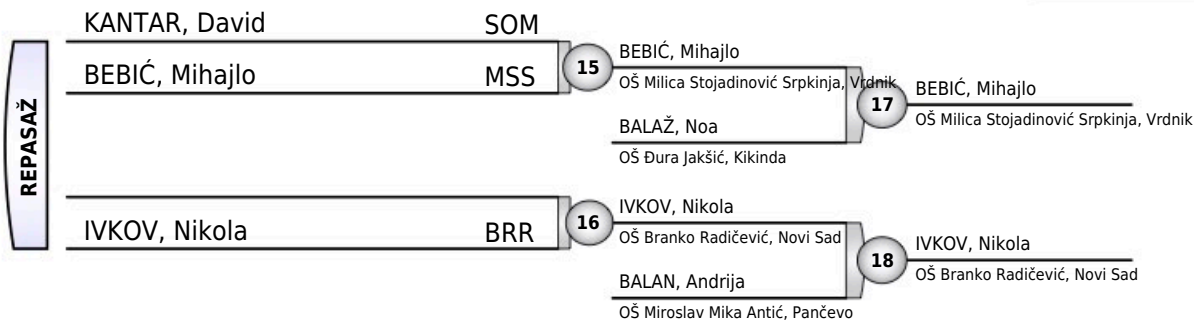 REPASAŽ
KANTAR, David SOM
BEBIĆ, Mihajlo MSS
15
BEBIĆ, Mihajlo
OŠ Milica Stojadinović Srpkinja, Vrdnik
BALAŽ, Noa
OŠ Đura Jakšić, Kikinda
17
BEBIĆ, Mihajlo
OŠ Milica Stojadinović Srpkinja, Vrdnik
IVKOV, Nikola BRR
16
IVKOV, Nikola
OŠ Branko Radičević, Novi Sad
BALAN, Andrija
OŠ Miroslav Mika Antić, Pančevo
18
IVKOV, Nikola
OŠ Branko Radičević, Novi Sad